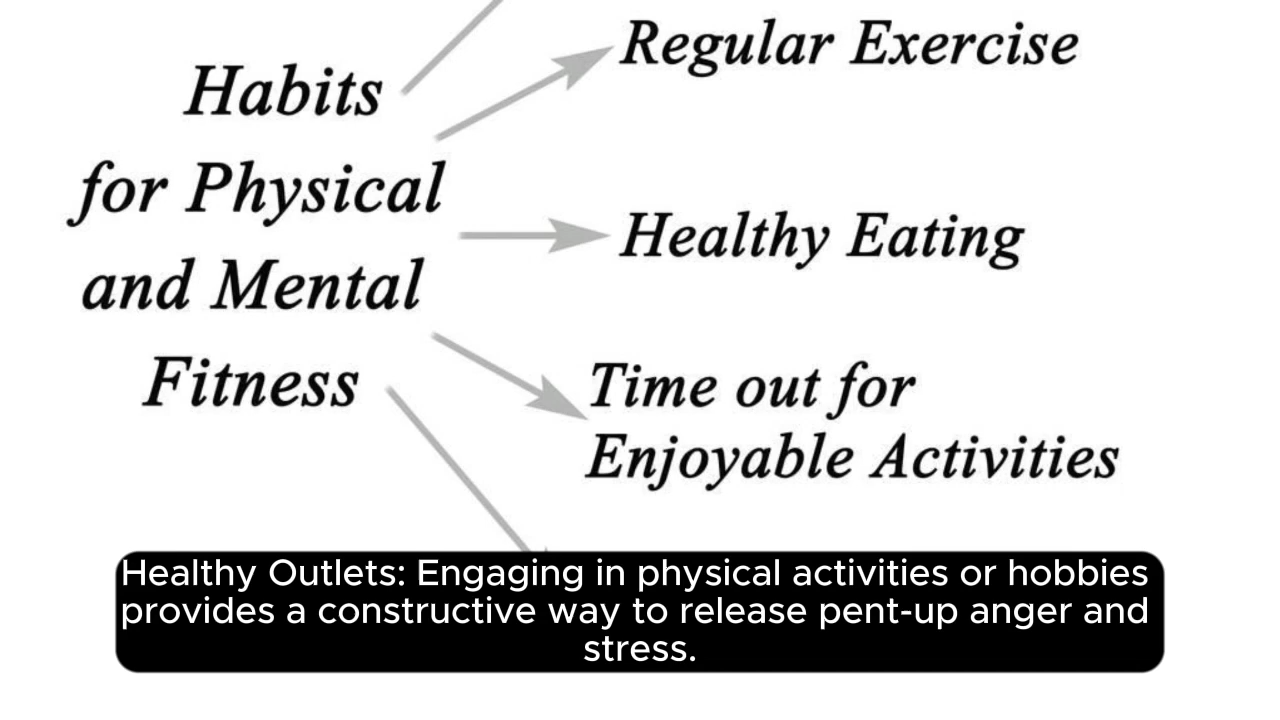 Habits
for Physical
and Mental
Fitness
Regular Exercise
Healthy Eating
Time out for
Enjoyable Activities
Healthy Outlets: Engaging in physical activities or hobbies
provides a constructive way to release pent-up anger and
stress.